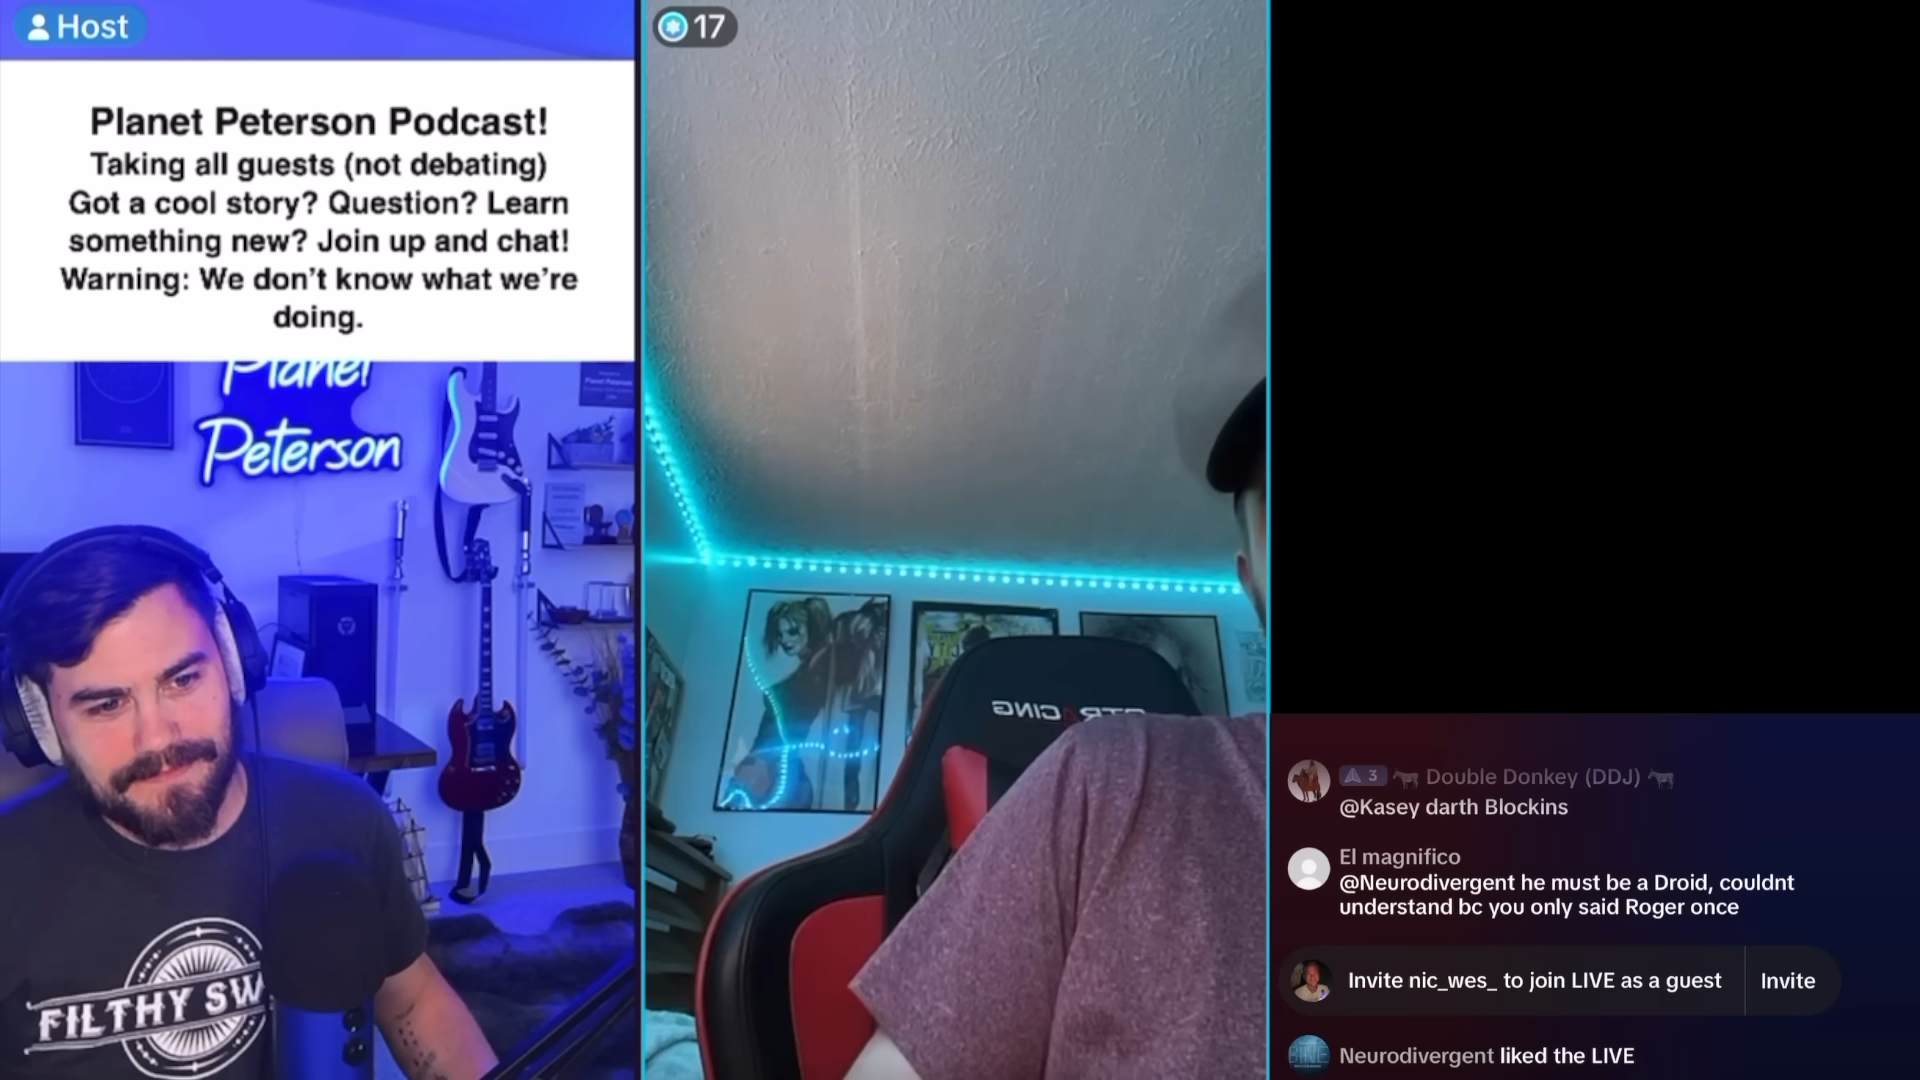 Host
Planet Peterson Podcast!
Taking all guests (not debating)
Got a cool story? Question? Learn
something new? Join up and chat!
Warning: We don’t know what we’re
doing.
Planet
Peterson
FILTHY SW
17
GTRACING
3 Double Donkey (DDJ)
@Kasey darth Blockins
El magnifico
@Neurodivergent he must be a Droid, couldnt
understand bc you only said Roger once
Invite nic_wes_ to join LIVE as a guest
Invite
Neurodivergent liked the LIVE